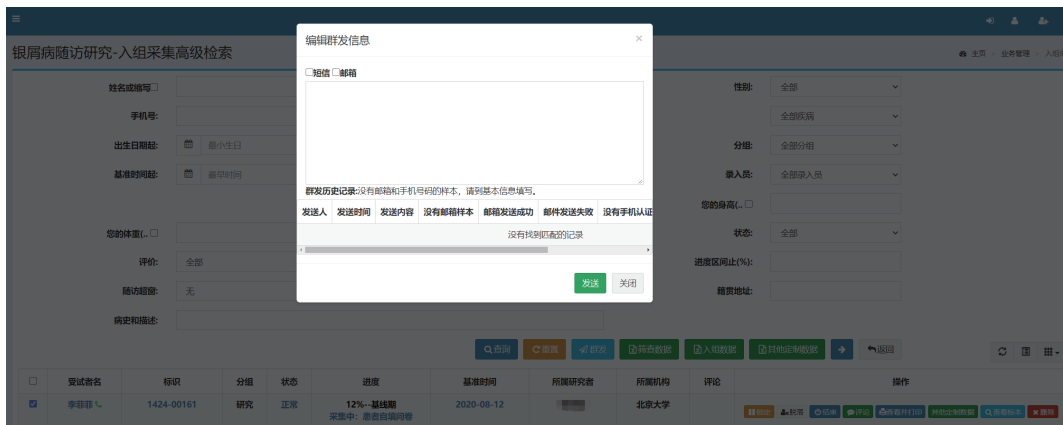 银屑病随访研究-入组采集高级检索
主页 业务管理
编辑群发信息 ×
短信 邮箱
群发历史记录:没有邮箱和手机号码的样本，请到基本信息填写。
发送人 发送时间 发送内容 没有邮箱样本 邮箱发送成功 邮件发送失败 没有手机认证
没有找到匹配的记录
发送 关闭
姓名或缩写 性别: 全部
手机号: 全部疾病
出生日期起: 最小生日 分组: 全部分组
基准时间起: 最早时间 录入员: 全部录入员
您的身高(..
您的体重(.. 状态: 全部
评价: 全部 进度区间止(%):
随访超窗: 无 籍贯地址:
病史和描述:
查询 重置 群发 筛查数据 入组数据 其他定制数据 返回
受试者名 标识 分组 状态 进度 基准时间 所属研究者 所属机构 评论 操作
李菲菲 1424-00161 研究 正常 12%--基线期 2020-08-12 北京大学
采集中：患者自填问卷
脱落 结束 评论 查看并打印 其他定制数据 查看标本 删除